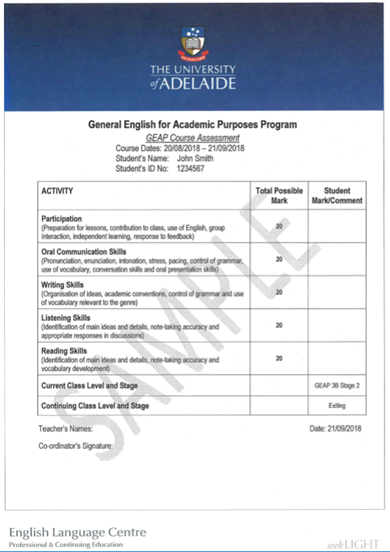 THE UNIVERSITY
of ADELAIDE
General English for Academic Purposes Program
GEAP Course Assessment
Course Dates: 20/08/2018 – 21/09/2018
Student's Name: John Smith
Student's ID No: 1234567
ACTIVITY Total Possible Mark Student Mark/Comment
Participation
(Preparation for lessons, contribution to class, use of English, group
interaction, independent learning, response to feedback) 20
Oral Communication Skills
(Pronunciation, enunciation, intonation, stress, pacing, control of grammar,
use of vocabulary, conversation skills and oral presentation skills) 20
Writing Skills
(Organisation of ideas, academic conventions, control of grammar and use
of vocabulary relevant to the genre) 20
Listening Skills
(Identification of main ideas and details, note-taking accuracy and
appropriate responses in discussions) 20
Reading Skills
(Identification of main ideas and details, note-taking accuracy and
vocabulary development) 20
Current Class Level and Stage GEAP 3B Stage 2
Continuing Class Level and Stage Exiting
SAMPLE
Teacher's Names: Date: 21/09/2018
Co-ordinator's Signature:
English Language Centre
Professional & Continuing Education
seekLIGHT